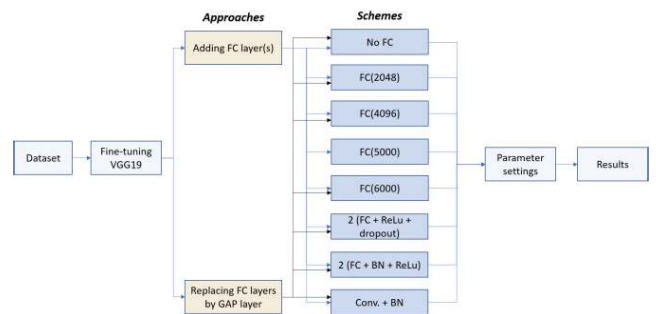 Approaches
Schemes
Adding FC layer(s)
No FC
FC(2048)
FC(4096)
Dataset
Fine-tuning
VGG19
FC(5000)
Parameter
settings
Results
FC(6000)
2 (FC + ReLu +
dropout)
2 (FC + BN + ReLu)
Replacing FC layers
by GAP layer
Conv. + BN